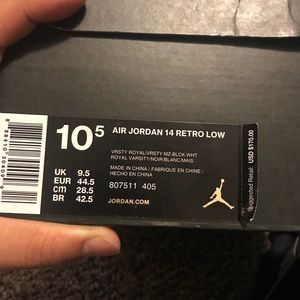 10⁵
AIR JORDAN 14 RETRO LOW
VRSTY ROYAL/VRSTY MZ-BLCK-WHT
ROYAL VARSITY/NOIR/BLANC/MAIS
MADE IN CHINA / FABRIQUE EN CHINE /
HECHO EN CHINA
807511 405
UK 9.5
EUR 44.5
CM 28.5
BR 42.5
JORDAN.COM
Suggested Retail: USD $170.00